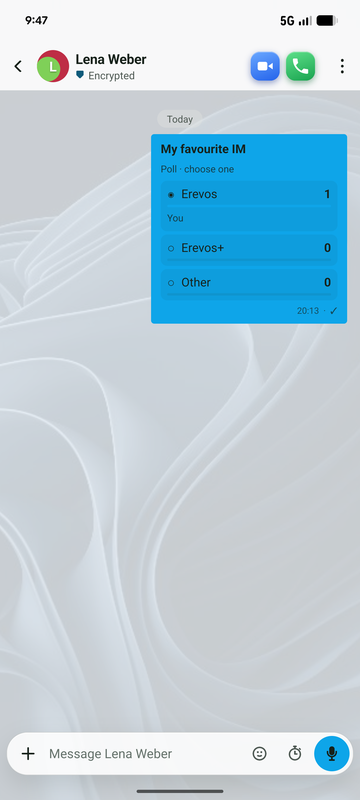 9:47
5G
L
Lena Weber
Encrypted
Today
My favourite IM
Poll · choose one
Erevos 1
You
Erevos+ 0
Other 0
20:13 · ✓
Message Lena Weber